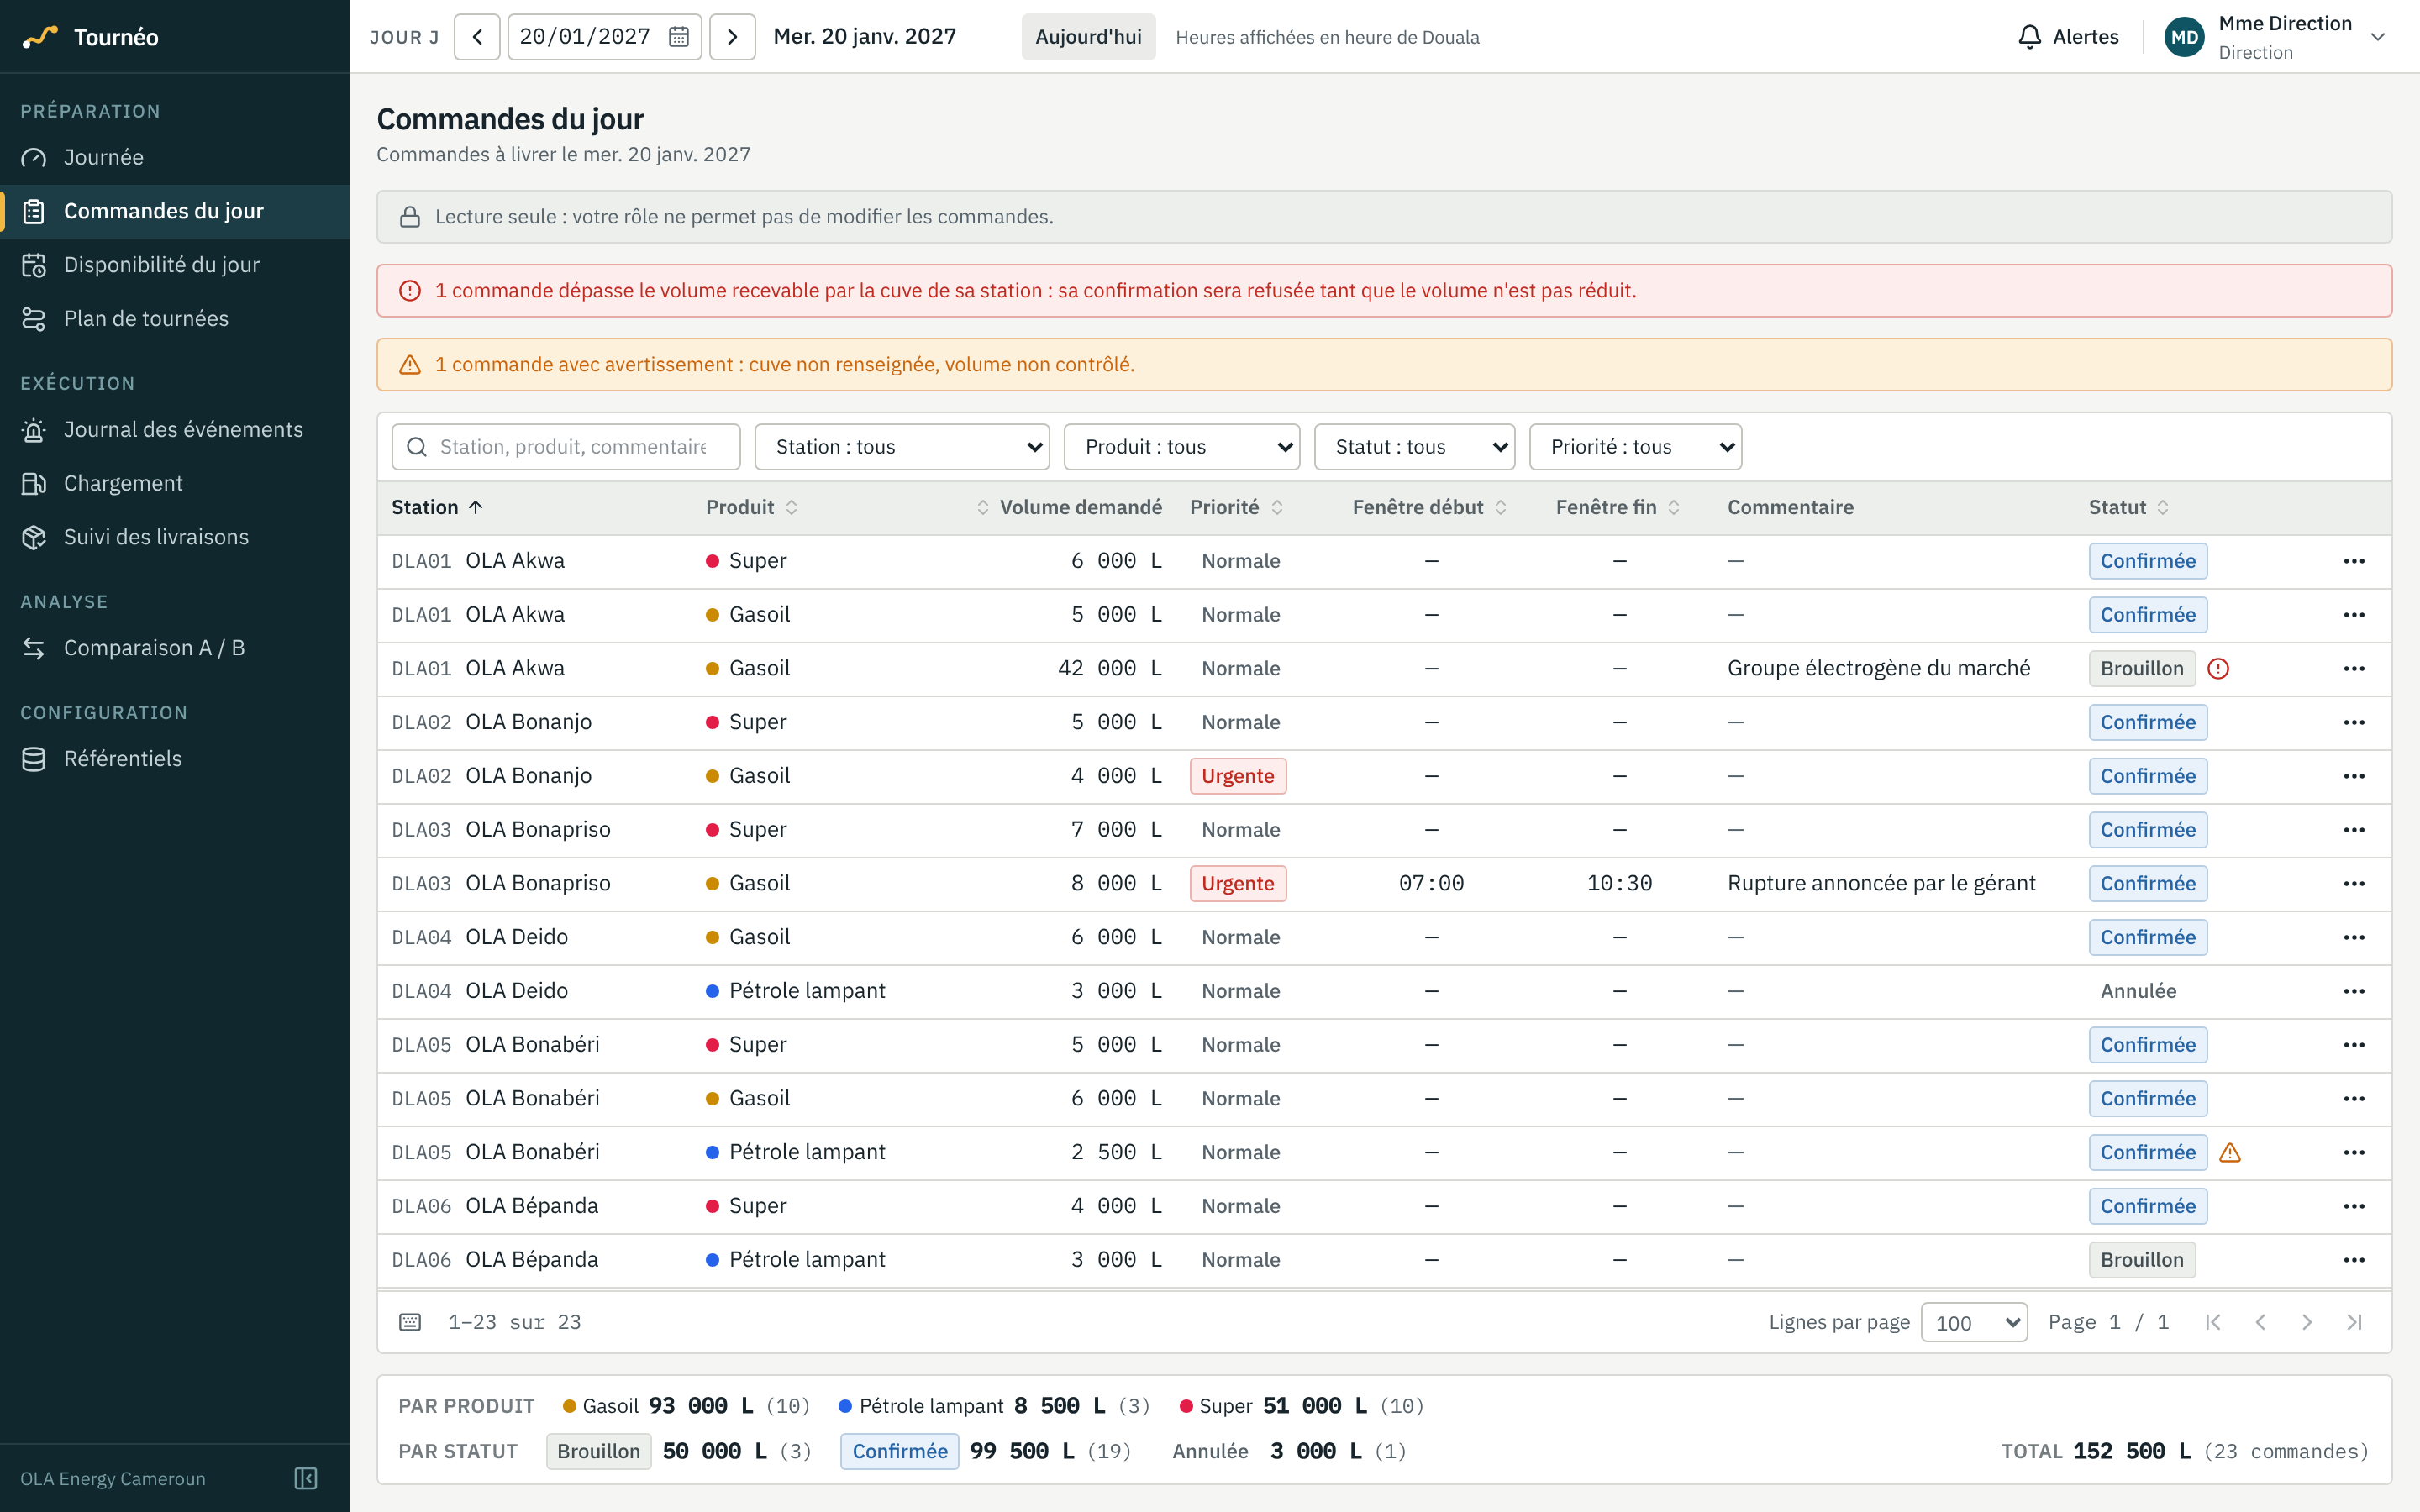 Tournéo
JOUR J
20/01/2027
Mer. 20 janv. 2027
Aujourd'hui
Heures affichées en heure de Douala
Alertes
MD
Mme Direction
Direction
PRÉPARATION
Journée
Commandes du jour
Disponibilité du jour
Plan de tournées
EXÉCUTION
Journal des événements
Chargement
Suivi des livraisons
ANALYSE
Comparaison A / B
CONFIGURATION
Référentiels
OLA Energy Cameroun
Commandes du jour
Commandes à livrer le mer. 20 janv. 2027
Lecture seule : votre rôle ne permet pas de modifier les commandes.
1 commande dépasse le volume recevable par la cuve de sa station : sa confirmation sera refusée tant que le volume n'est pas réduit.
1 commande avec avertissement : cuve non renseignée, volume non contrôlé.
Station, produit, commentaire Station : tous Produit : tous Statut : tous Priorité : tous
Station Produit Volume demandé Priorité Fenêtre début Fenêtre fin Commentaire Statut
DLA01 OLA Akwa Super 6 000 L Normale – – — Confirmée
DLA01 OLA Akwa Gasoil 5 000 L Normale – – — Confirmée
DLA01 OLA Akwa Gasoil 42 000 L Normale – – Groupe électrogène du marché Brouillon
DLA02 OLA Bonanjo Super 5 000 L Normale – – — Confirmée
DLA02 OLA Bonanjo Gasoil 4 000 L Urgente – – — Confirmée
DLA03 OLA Bonapriso Super 7 000 L Normale – – — Confirmée
DLA03 OLA Bonapriso Gasoil 8 000 L Urgente 07:00 10:30 Rupture annoncée par le gérant Confirmée
DLA04 OLA Deido Gasoil 6 000 L Normale – – — Confirmée
DLA04 OLA Deido Pétrole lampant 3 000 L Normale – – — Annulée
DLA05 OLA Bonabéri Super 5 000 L Normale – – — Confirmée
DLA05 OLA Bonabéri Gasoil 6 000 L Normale – – — Confirmée
DLA05 OLA Bonabéri Pétrole lampant 2 500 L Normale – – — Confirmée
DLA06 OLA Bépanda Super 4 000 L Normale – – — Confirmée
DLA06 OLA Bépanda Pétrole lampant 3 000 L Normale – – — Brouillon
1–23 sur 23 Lignes par page 100 Page 1 / 1
PAR PRODUIT Gasoil 93 000 L (10) Pétrole lampant 8 500 L (3) Super 51 000 L (10)
PAR STATUT Brouillon 50 000 L (3) Confirmée 99 500 L (19) Annulée 3 000 L (1) TOTAL 152 500 L (23 commandes)